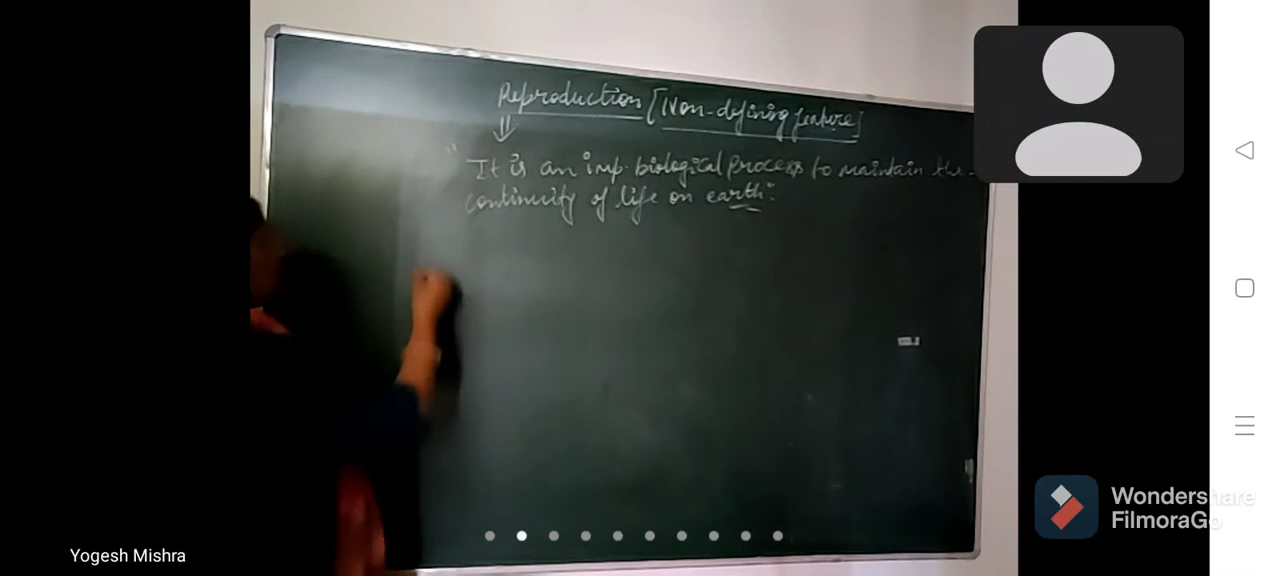 Reproduction [Non-defining feature]
"It is an imp. biological process to maintain the
continuity of life on earth".
Wondershare
FilmoraGo
Yogesh Mishra